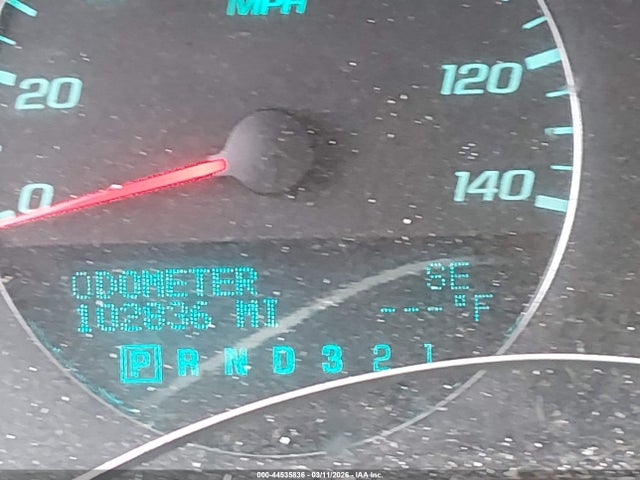 MPH
20
120
0
140
ODOMETER SE
102836 MI ---°F
P R N D 3 2 1
000-44535836 - 03/11/2026 - IAA Inc.